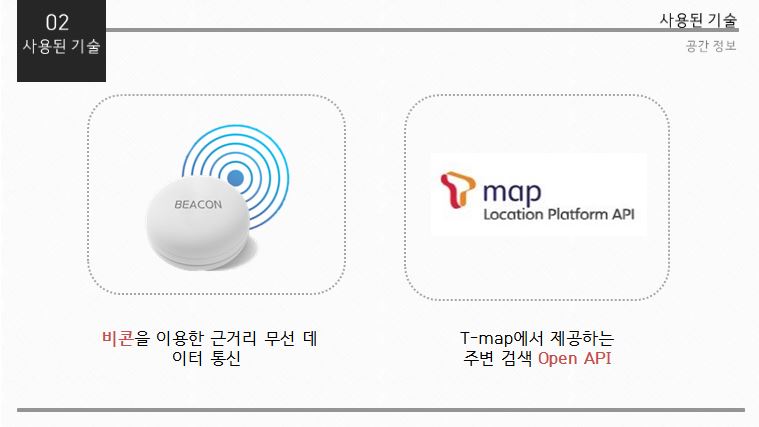 02
사용된 기술
사용된 기술
공간 정보
BEACON
T map
Location Platform API
비콘을 이용한 근거리 무선 데
이터 통신
T-map에서 제공하는
주변 검색 Open API